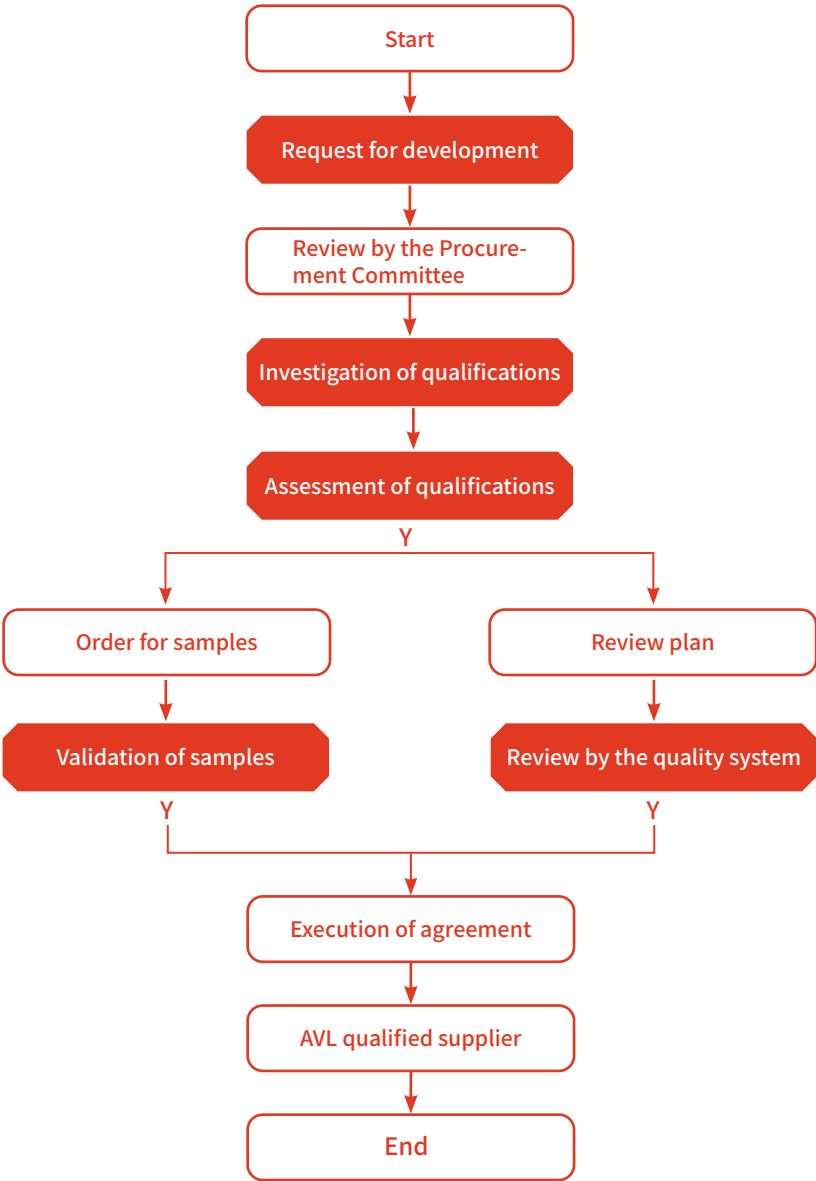 Start
Request for development
Review by the Procure-
ment Committee
Investigation of qualifications
Assessment of qualifications
Y
Order for samples
Review plan
Validation of samples
Review by the quality system
Y
Y
Execution of agreement
AVL qualified supplier
End